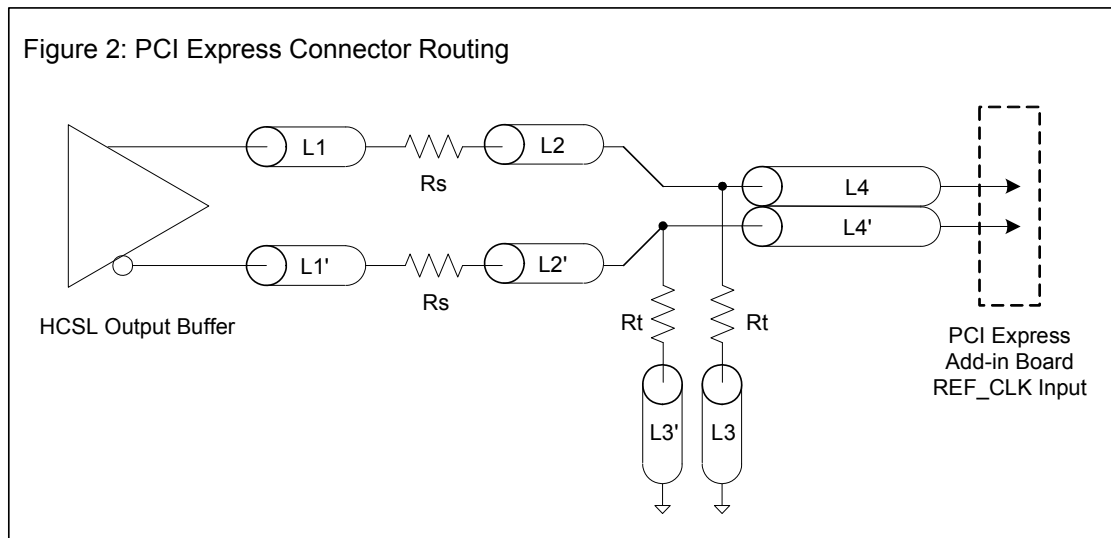 Figure 2: PCI Express Connector Routing
L1
Rs
L2
L4
L4'
L1'
Rs
L2'
HCSL Output Buffer
Rt
Rt
L3'
L3
PCI Express
Add-in Board
REF_CLK Input